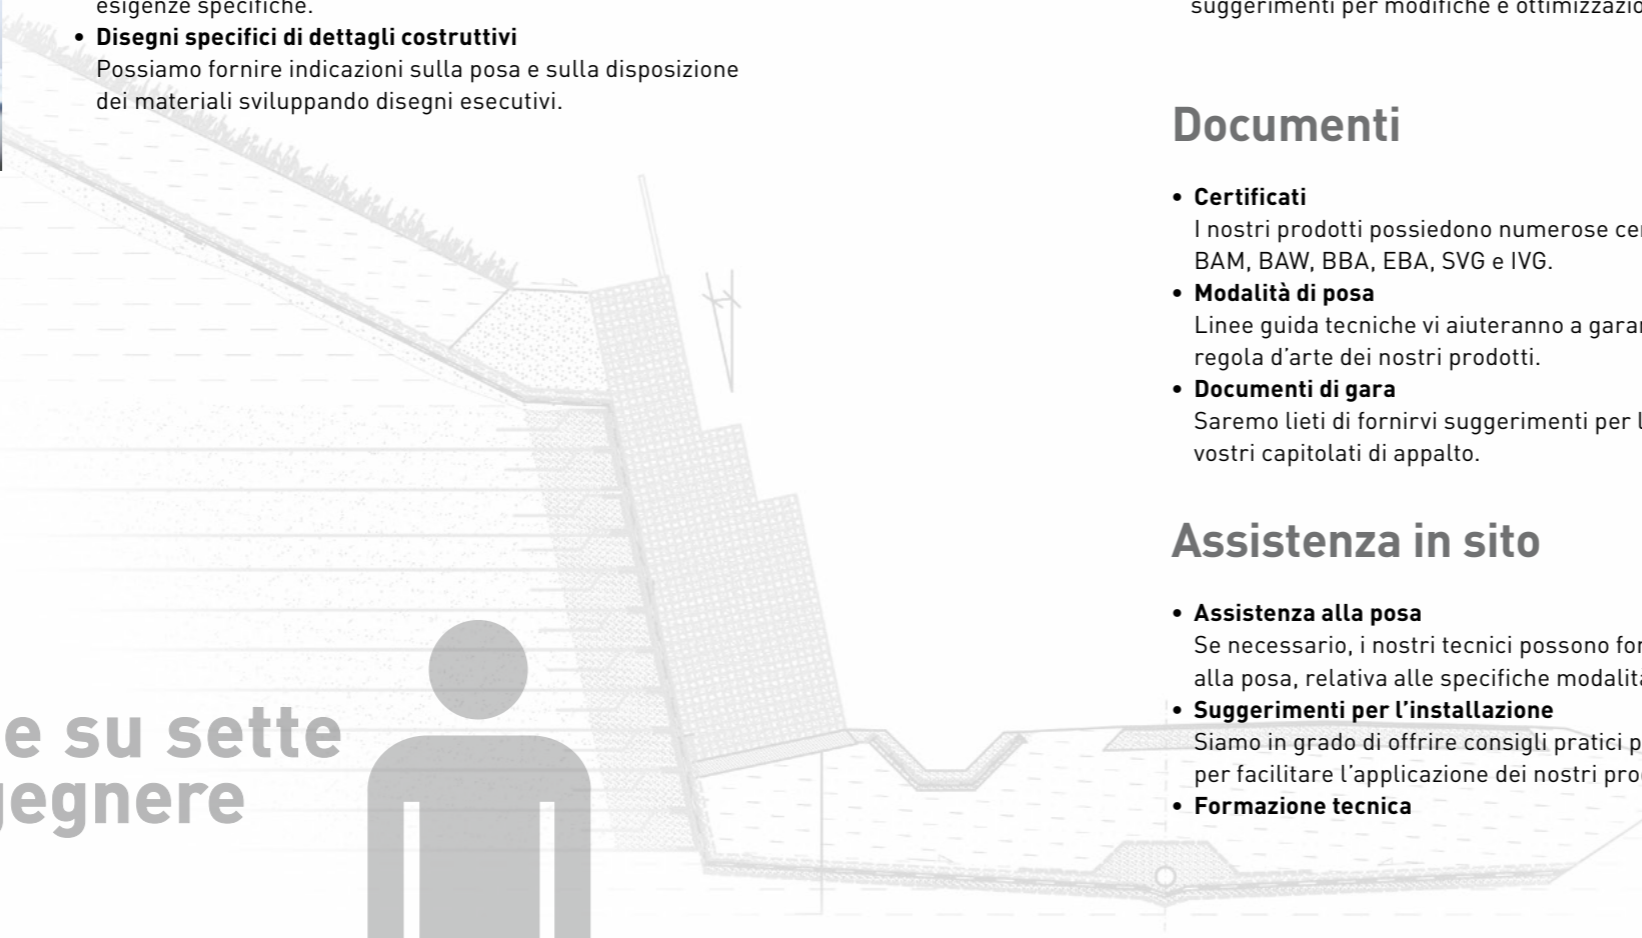 esigenze specifiche.
• Disegni specifici di dettagli costruttivi
Possiamo fornire indicazioni sulla posa e sulla disposizione
dei materiali sviluppando disegni esecutivi.
e su sette
gegnere
suggerimenti per modifiche e ottimizzazio
Documenti
• Certificati
I nostri prodotti possiedono numerose cer
BAM, BAW, BBA, EBA, SVG e IVG.
• Modalità di posa
Linee guida tecniche vi aiuteranno a garan
regola d’arte dei nostri prodotti.
• Documenti di gara
Saremo lieti di fornirvi suggerimenti per l
vostri capitolati di appalto.
Assistenza in sito
• Assistenza alla posa
Se necessario, i nostri tecnici possono for
alla posa, relativa alle specifiche modalità
• Suggerimenti per l’installazione
Siamo in grado di offrire consigli pratici p
per facilitare l’applicazione dei nostri pro
• Formazione tecnica